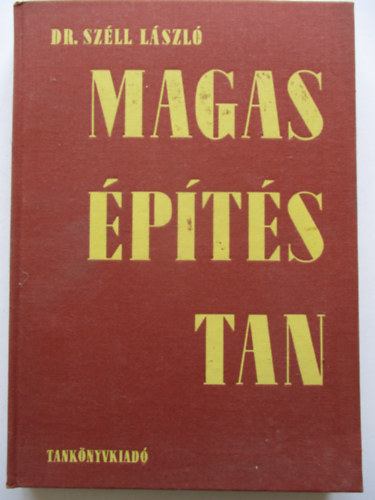 DR. SZÉLL LÁSZLÓ
MAGAS
ÉPÍTÉS
TAN
TANKÖNYVKIADÓ